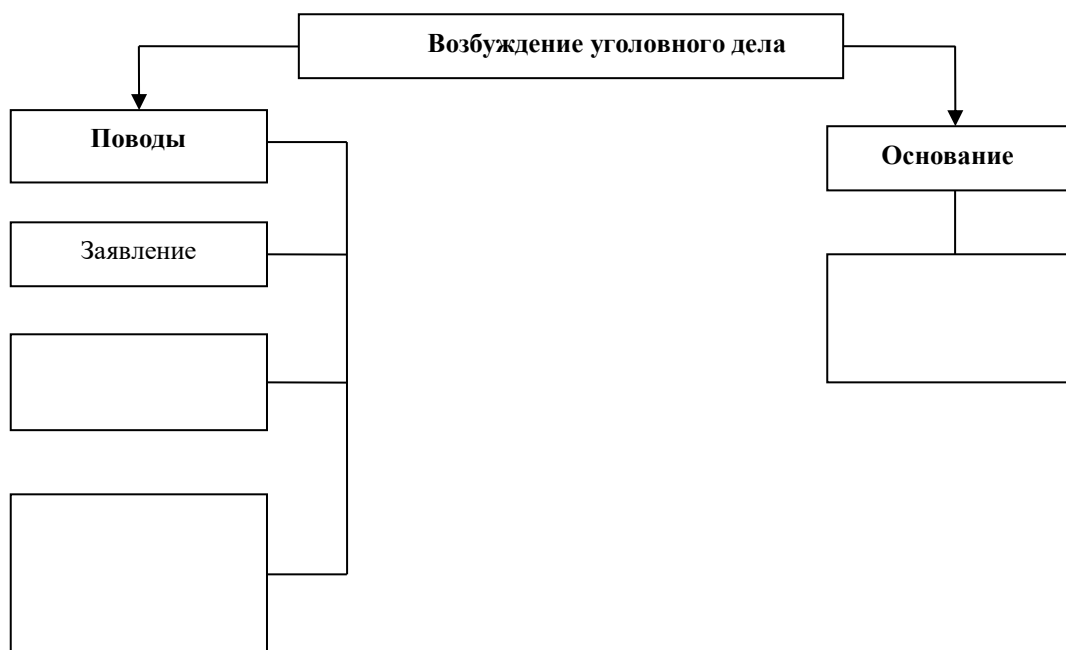 Возбуждение уголовного дела
Поводы
Основание
Заявление